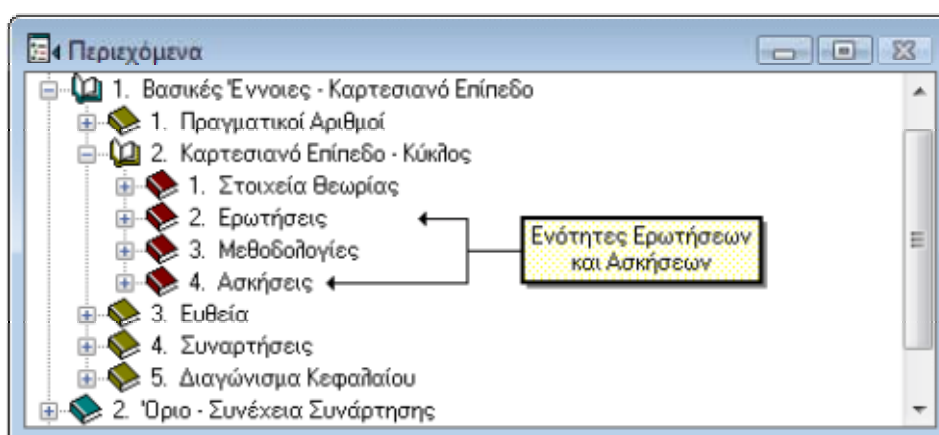 Περιεχόμενα
1. Βασικές Έννοιες - Καρτεσιανό Επίπεδο
1. Πραγματικοί Αριθμοί
2. Καρτεσιανό Επίπεδο - Κύκλος
1. Στοιχεία Θεωρίας
2. Ερωτήσεις
3. Μεθοδολογίες
4. Ασκήσεις
Ενότητες Ερωτήσεων
και Ασκήσεων
3. Ευθεία
4. Συναρτήσεις
5. Διαγώνισμα Κεφαλαίου
2. Όριο - Συνέχεια Συνάρτησης